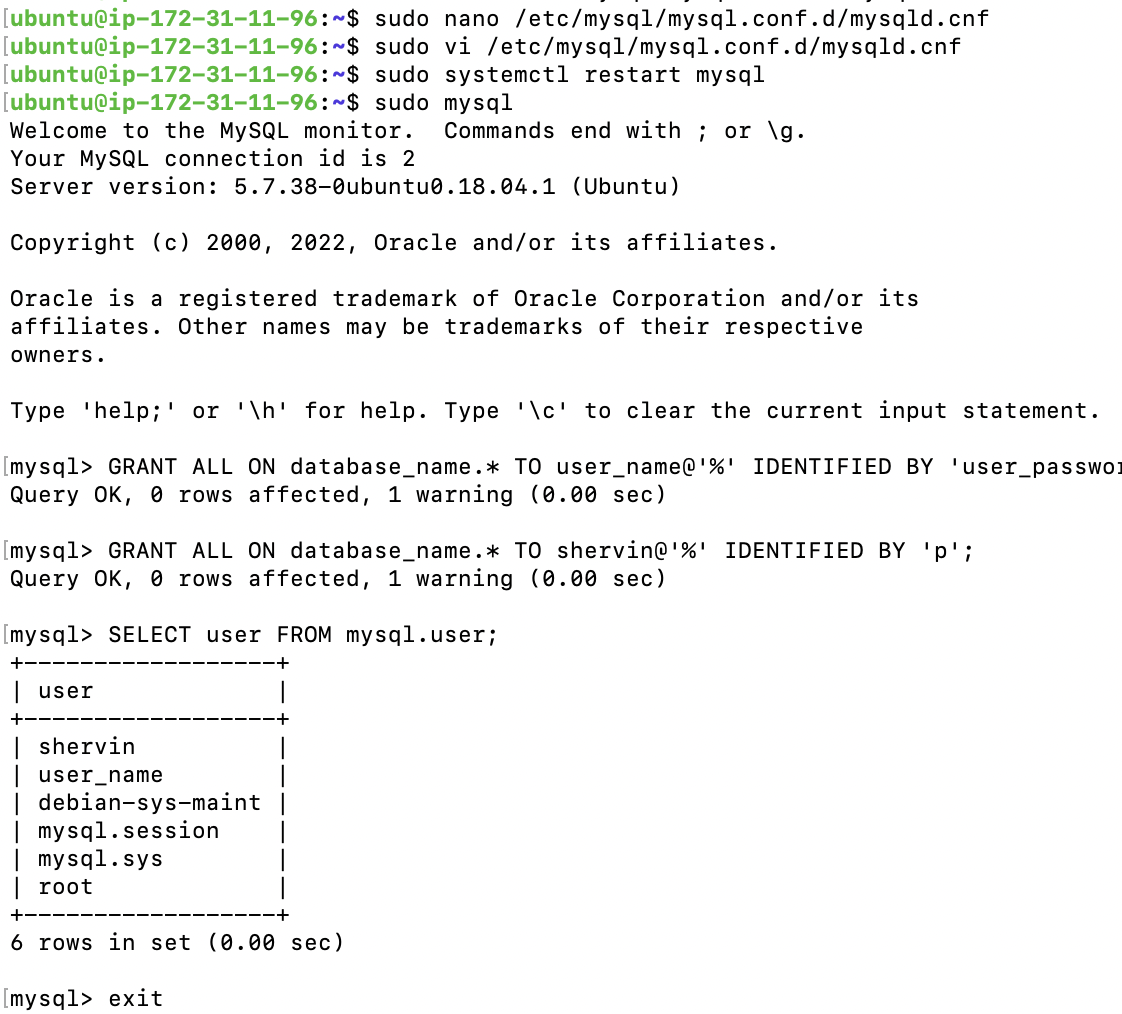 [ubuntu@ip-172-31-11-96:~$ sudo nano /etc/mysql/mysql.conf.d/mysqld.cnf
[ubuntu@ip-172-31-11-96:~$ sudo vi /etc/mysql/mysql.conf.d/mysqld.cnf
[ubuntu@ip-172-31-11-96:~$ sudo systemctl restart mysql
[ubuntu@ip-172-31-11-96:~$ sudo mysql
Welcome to the MySQL monitor.  Commands end with ; or \g.
Your MySQL connection id is 2
Server version: 5.7.38-0ubuntu0.18.04.1 (Ubuntu)
Copyright (c) 2000, 2022, Oracle and/or its affiliates.
Oracle is a registered trademark of Oracle Corporation and/or its
affiliates. Other names may be trademarks of their respective
owners.
Type 'help;' or '\h' for help. Type '\c' to clear the current input statement.
[mysql> GRANT ALL ON database_name.* TO user_name@'%' IDENTIFIED BY 'user_passwor
Query OK, 0 rows affected, 1 warning (0.00 sec)
[mysql> GRANT ALL ON database_name.* TO shervin@'%' IDENTIFIED BY 'p';
Query OK, 0 rows affected, 1 warning (0.00 sec)
[mysql> SELECT user FROM mysql.user;
+------------------+
| user             |
+------------------+
| shervin          |
| user_name        |
| debian-sys-maint |
| mysql.session    |
| mysql.sys        |
| root             |
+------------------+
6 rows in set (0.00 sec)
[mysql> exit